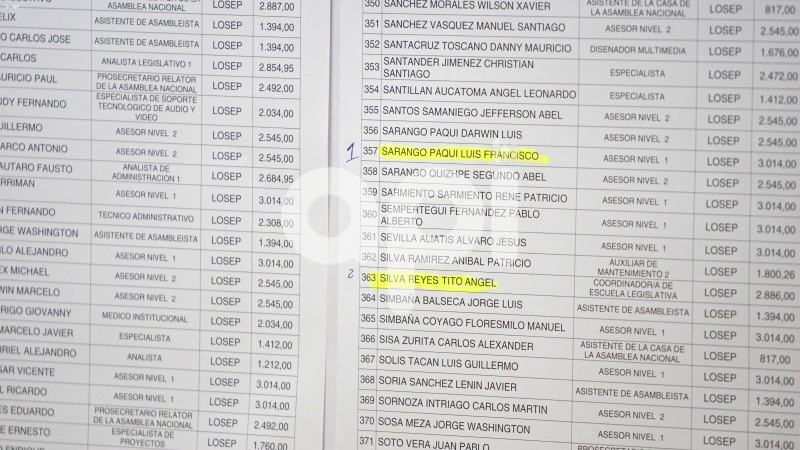 ASAMBLEA NACIONAL LOSEP 2.887,00
ELIX ASISTENTE DE ASAMBLEISTA LOSEP 1.394,00
O CARLOS JOSE ASISTENTE DE ASAMBLEISTA LOSEP 1.394,00
CARLOS ANALISTA LEGISLATIVO 1 LOSEP 2.854,95
AURICIO PAUL PROSECRETARIO RELATOR
DE LA ASAMBLEA NACIONAL LOSEP 2.492,00
DDY FERNANDO ESPECIALISTA DE SOPORTE
TECNOLOGICO DE AUDIO Y
VIDEO LOSEP 2.034,00
UILLERMO ASESOR NIVEL 2 LOSEP 2.545,00
ARCO ANTONIO ASESOR NIVEL 2 LOSEP 2.545,00
AUTARO FAUSTO ANALISTA DE
ADMINISTRACION 1 LOSEP 2.684,95
RRIMAN ASESOR NIVEL 1 LOSEP 3.014,00
N FERNANDO TECNICO ADMINISTRATIVO LOSEP 2.308,00
RGE WASHINGTON ASISTENTE DE ASAMBLEISTA LOSEP 1.394,00
LO ALEJANDRO ASESOR NIVEL 1 LOSEP 3.014,00
EX MICHAEL ASESOR NIVEL 2 LOSEP 2.545,00
WIN MARCELO ASESOR NIVEL 2 LOSEP 2.545,00
RIGO GIOVANNY MEDICO INSTITUCIONAL LOSEP 2.034,00
MARCELO JAVIER ESPECIALISTA LOSEP 1.412,00
RIEL ALEJANDRO ANALISTA LOSEP 1.212,00
AR VICENTE ASESOR NIVEL 1 LOSEP 3.014,00
L RICARDO ASESOR NIVEL 1 LOSEP 3.014,00
S EDUARDO PROSECRETARIO RELATOR
DE LA ASAMBLEA NACIONAL LOSEP 2.492,00
E ERNESTO ESPECIALISTA DE
PROYECTOS LOSEP 1.760,00
350 SANCHEZ MORALES WILSON XAVIER ASISTENTE DE LA CASA DE
LA ASAMBLEA NACIONAL LOSEP 817,00
351 SANCHEZ VASQUEZ MANUEL SANTIAGO ASESOR NIVEL 2 LOSEP 2.545,00
352 SANTACRUZ TOSCANO DANNY MAURICIO DISENADOR MULTIMEDIA LOSEP 1.676,00
353 SANTANDER JIMENEZ CHRISTIAN
SANTIAGO ESPECIALISTA LOSEP 2.472,00
354 SANTILLAN AUCATOMA ANGEL LEONARDO ESPECIALISTA LOSEP 1.412,00
355 SANTOS SAMANIEGO JEFFERSON ABEL ASESOR NIVEL 2 LOSEP 2.545,00
356 SARANGO PAQUI DARWIN LUIS ASESOR NIVEL 2 LOSEP 2.545,00
1 357 SARANGO PAQUI LUIS FRANCISCO ASESOR NIVEL 1 LOSEP 3.014,00
358 SARANGO QUIZHPE SEGUNDO ABEL ASESOR NIVEL 2 LOSEP 2.545,00
359 SARMIENTO SARMIENTO RENE PATRICIO ASESOR NIVEL 1 LOSEP 3.014,00
360 SEMPERTEGUI FERNANDEZ PABLO
ALBERTO ASESOR NIVEL 1 LOSEP 3.014,00
361 SEVILLA ALIATIS ALVARO JESUS ASESOR NIVEL 1 LOSEP 3.014,00
362 SILVA RAMIREZ ANIBAL PATRICIO AUXILIAR DE
MANTENIMIENTO 2 LOSEP 1.800,26
2 363 SILVA REYES TITO ANGEL COORDINADOR/A DE
ESCUELA LEGISLATIVA LOSEP 2.886,00
364 SIMBAÑA BALSECA JORGE LUIS ASISTENTE DE ASAMBLEISTA LOSEP 1.394,00
365 SIMBAÑA COYAGO FLORESMILO MANUEL ASESOR NIVEL 1 LOSEP 3.014,00
366 SISA ZURITA CARLOS ALEXANDER ASISTENTE DE LA CASA DE
LA ASAMBLEA NACIONAL LOSEP 817,00
367 SOLIS TACAN LUIS GUILLERMO ASESOR NIVEL 1 LOSEP 3.014,00
368 SORIA SANCHEZ LENIN JAVIER ASISTENTE DE ASAMBLEISTA LOSEP 1.394,00
369 SORNOZA INTRIAGO CARLOS MARTIN ASESOR NIVEL 2 LOSEP 2.545,00
370 SOSA MEZA JORGE WASHINGTON ASESOR NIVEL 1 LOSEP 3.014,00
371 SOTO VERA JUAN PABLO
api